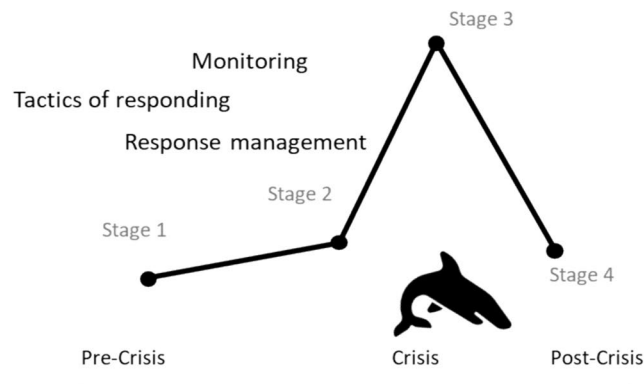 Stage 3
Monitoring
Tactics of responding
Response management
Stage 2
Stage 1
Stage 4
Pre-Crisis
Crisis
Post-Crisis